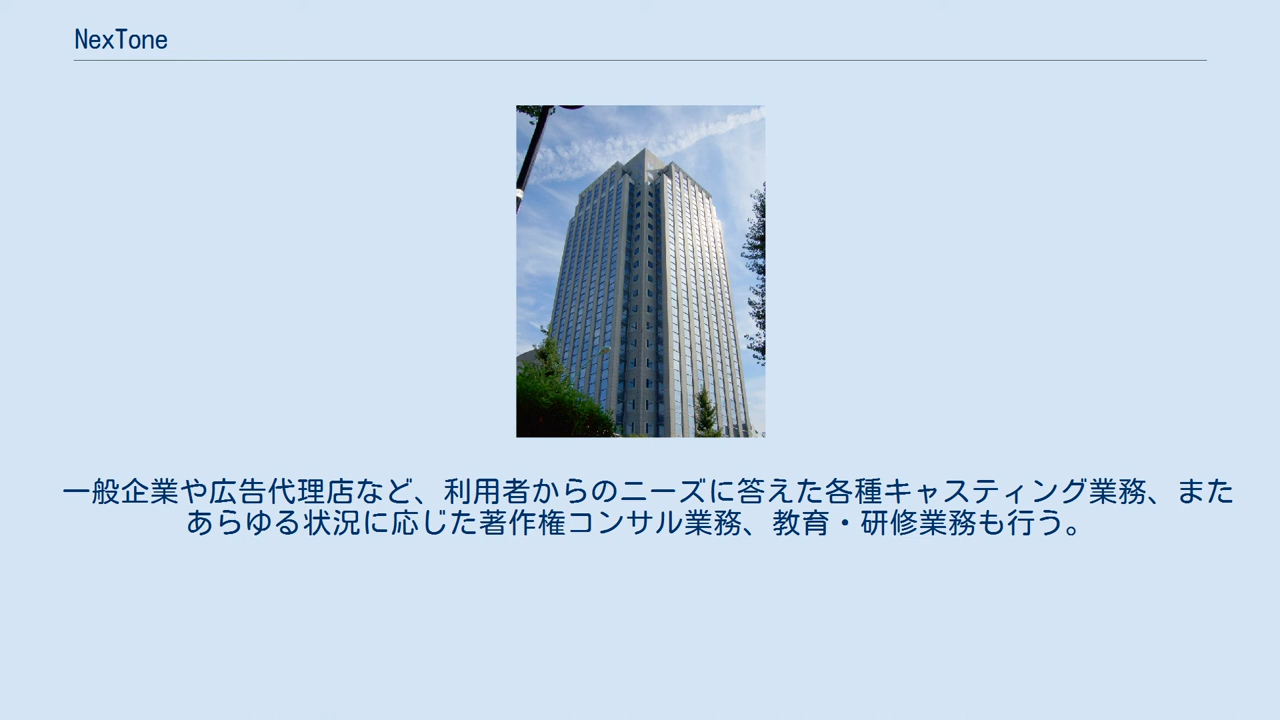 NexTone
一般企業や広告代理店など、利用者からのニーズに答えた各種キャスティング業務、また
あらゆる状況に応じた著作権コンサル業務、教育・研修業務も行う。